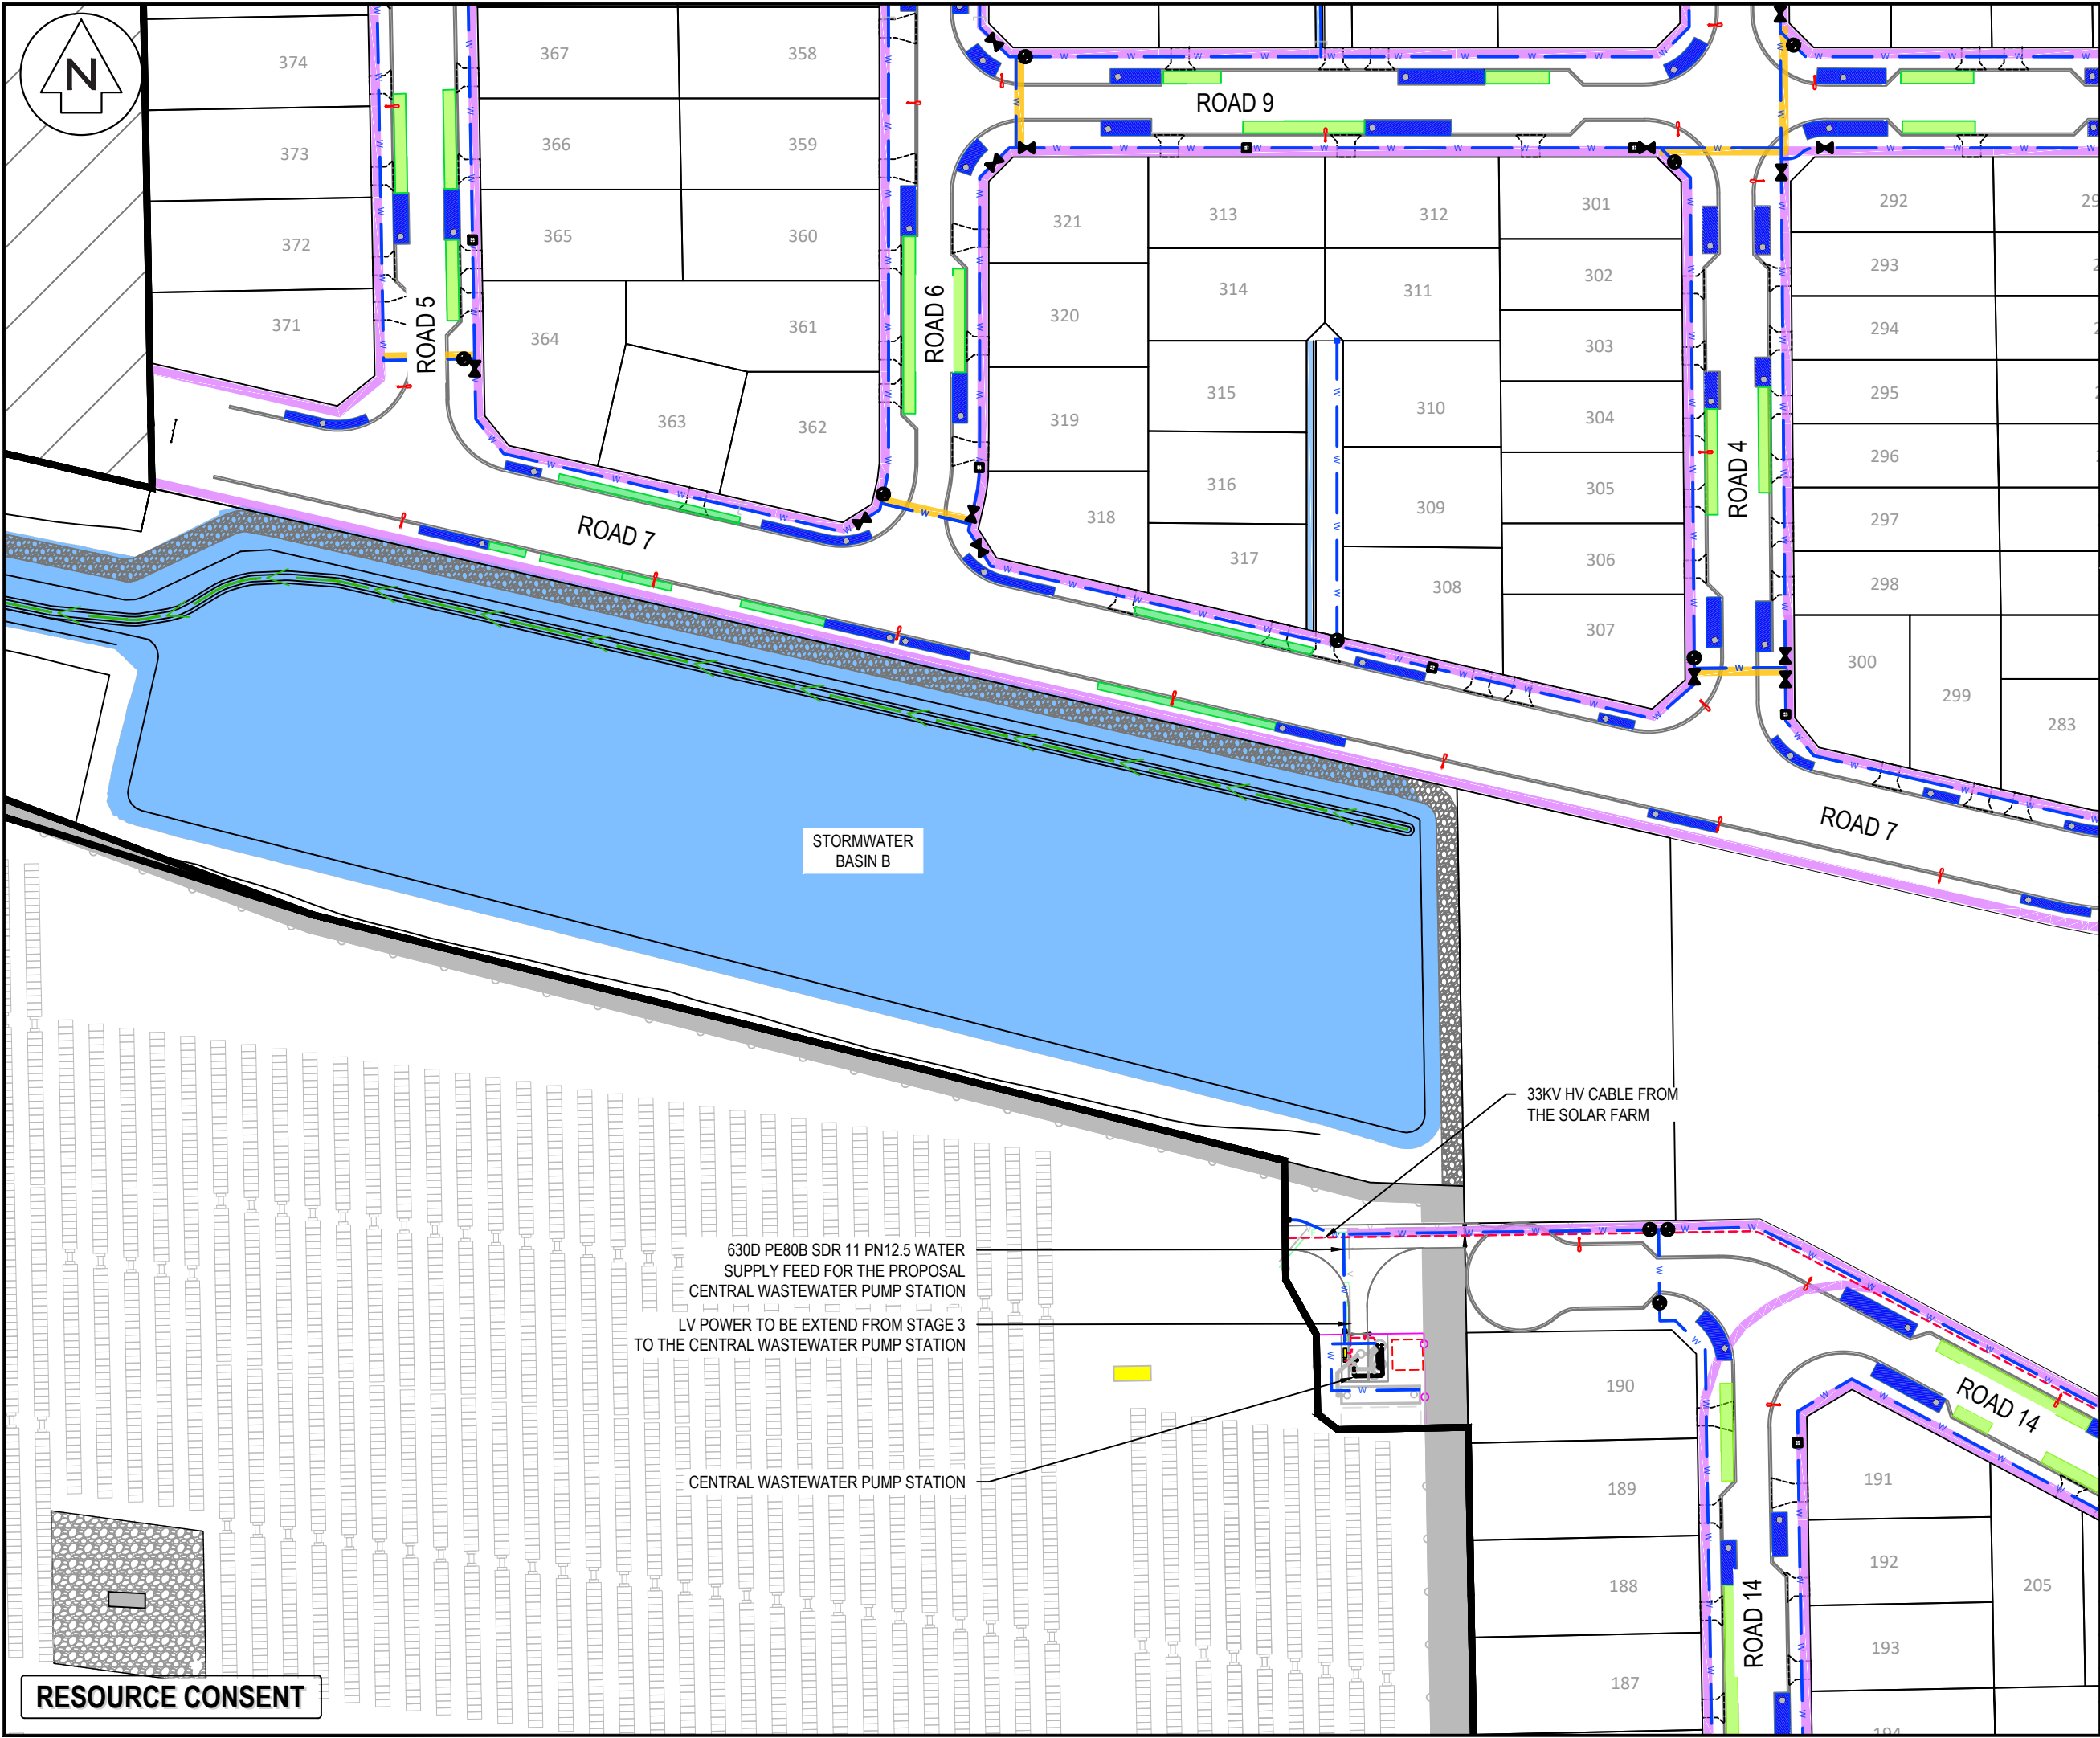 N
374
367
358
ROAD 9
373
366
359
372
365
360
321
313
312
301
292
371
364
361
320
314
311
302
293
ROAD 5
ROAD 6
303
294
363
362
319
315
310
304
295
ROAD 4
316
309
305
296
318
297
ROAD 7
317
308
306
298
307
300
299
283
ROAD 7
STORMWATER
BASIN B
33KV HV CABLE FROM
THE SOLAR FARM
630D PE80B SDR 11 PN12.5 WATER
SUPPLY FEED FOR THE PROPOSAL
CENTRAL WASTEWATER PUMP STATION
LV POWER TO BE EXTEND FROM STAGE 3
TO THE CENTRAL WASTEWATER PUMP STATION
190
ROAD 14
CENTRAL WASTEWATER PUMP STATION
189
191
188
192
205
ROAD 14
187
193
194
RESOURCE CONSENT